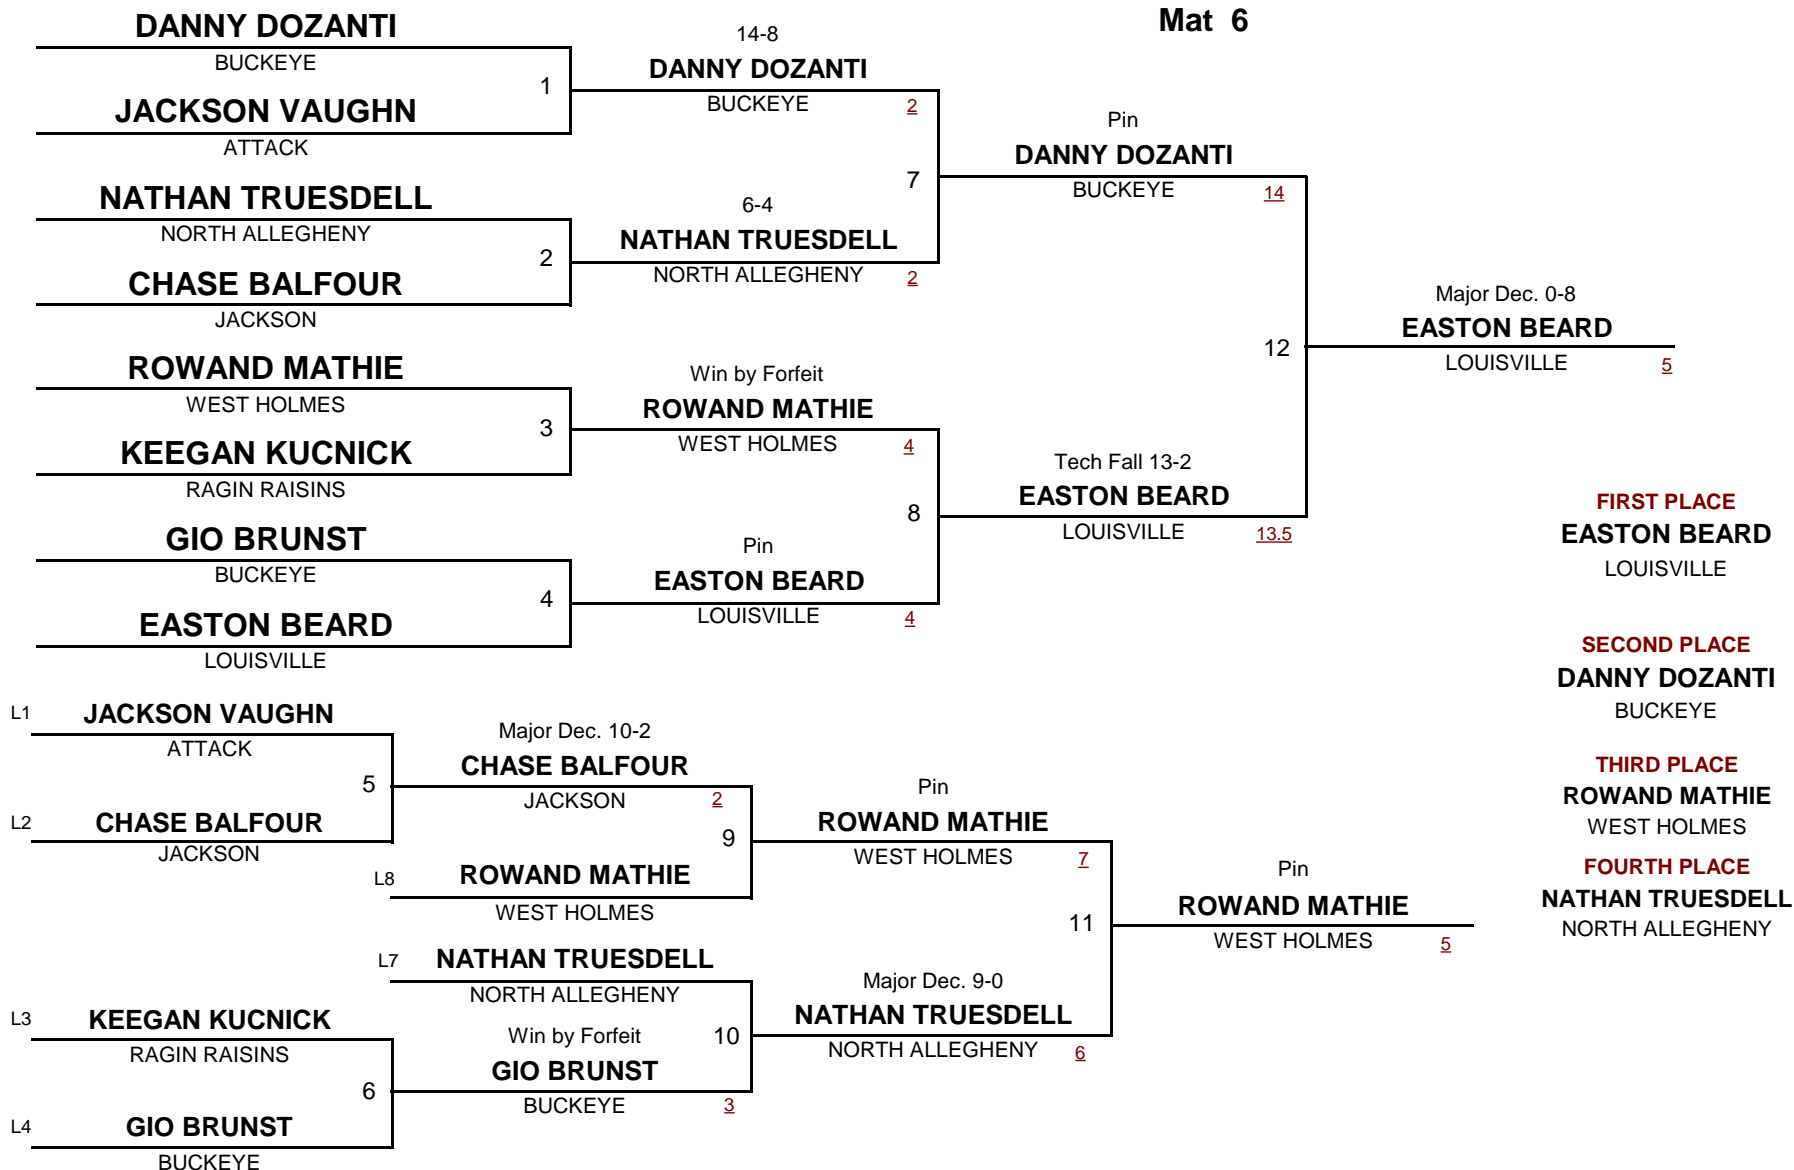 Mat 6
DANNY DOZANTI
BUCKEYE
1
JACKSON VAUGHN
ATTACK
14-8
DANNY DOZANTI
BUCKEYE
2
NATHAN TRUESDELL
NORTH ALLEGHENY
2
CHASE BALFOUR
JACKSON
6-4
NATHAN TRUESDELL
NORTH ALLEGHENY
2
7
Pin
DANNY DOZANTI
BUCKEYE
14
ROWAND MATHIE
WEST HOLMES
3
KEEGAN KUCNICK
RAGIN RAISINS
Win by Forfeit
ROWAND MATHIE
WEST HOLMES
4
GIO BRUNST
BUCKEYE
4
EASTON BEARD
LOUISVILLE
Pin
EASTON BEARD
LOUISVILLE
4
8
Tech Fall 13-2
EASTON BEARD
LOUISVILLE
13.5
12
Major Dec. 0-8
EASTON BEARD
LOUISVILLE
5
FIRST PLACE
EASTON BEARD
LOUISVILLE
SECOND PLACE
DANNY DOZANTI
BUCKEYE
THIRD PLACE
ROWAND MATHIE
WEST HOLMES
FOURTH PLACE
NATHAN TRUESDELL
NORTH ALLEGHENY
L1
JACKSON VAUGHN
ATTACK
5
L2
CHASE BALFOUR
JACKSON
Major Dec. 10-2
CHASE BALFOUR
JACKSON
2
9
L8
ROWAND MATHIE
WEST HOLMES
Pin
ROWAND MATHIE
WEST HOLMES
7
L7
NATHAN TRUESDELL
NORTH ALLEGHENY
10
L3
KEEGAN KUCNICK
RAGIN RAISINS
6
L4
GIO BRUNST
BUCKEYE
Win by Forfeit
GIO BRUNST
BUCKEYE
3
Major Dec. 9-0
NATHAN TRUESDELL
NORTH ALLEGHENY
6
11
Pin
ROWAND MATHIE
WEST HOLMES
5